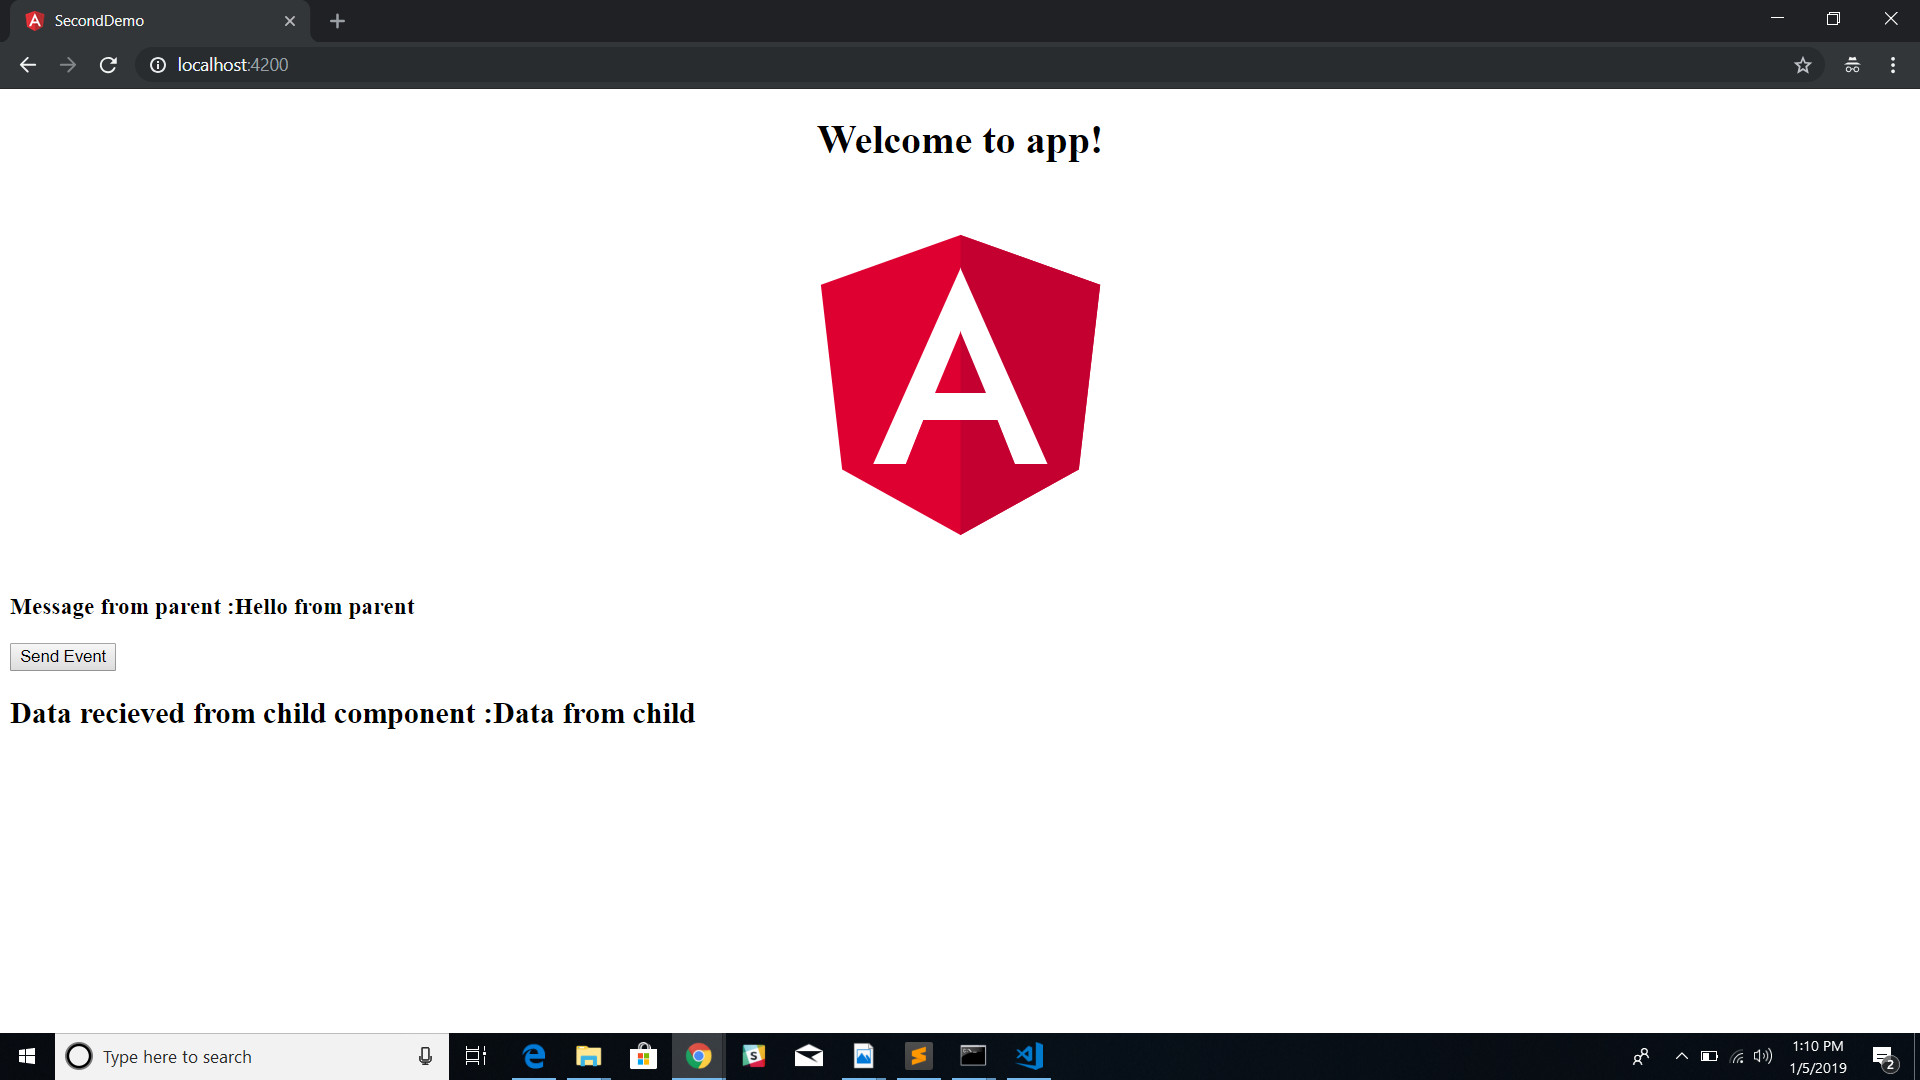 SecondDemo
localhost:4200
Welcome to app!
A
Message from parent :Hello from parent
Send Event
Data recieved from child component :Data from child
Type here to search
1:10 PM
1/5/2019
2